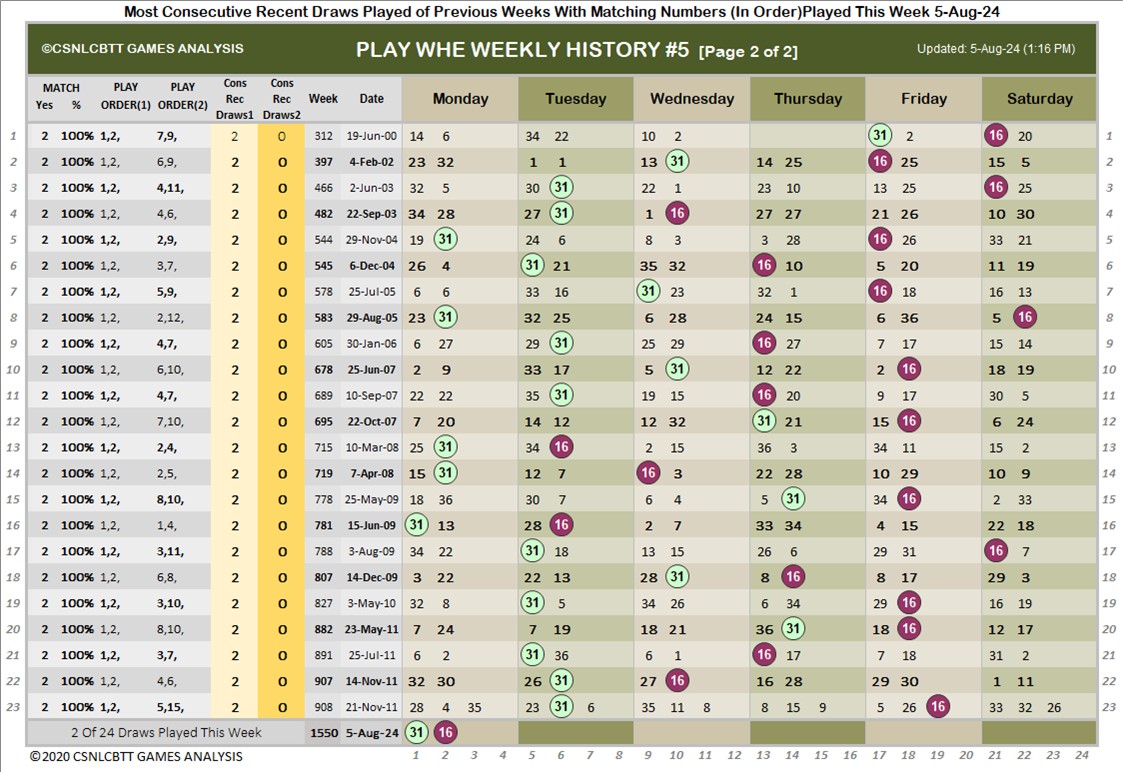 Most Consecutive Recent Draws Played of Previous Weeks With Matching Numbers (In Order)Played This Week 5-Aug-24
©CSNLCBTT GAMES ANALYSIS PLAY WHE WEEKLY HISTORY #5 [Page 2 of 2] Updated: 5-Aug-24 (1:16 PM)
MATCH Yes % PLAY ORDER(1) PLAY ORDER(2) Cons Rec Draws1 Cons Rec Draws2 Week Date Monday Tuesday Wednesday Thursday Friday Saturday
1 2 100% 1,2, 7,9, 2 0 312 19-Jun-00 14 6 34 22 10 2 31 2 16 20 1
2 2 100% 1,2, 6,9, 2 0 397 4-Feb-02 23 32 1 1 13 31 14 25 16 25 15 5 2
3 2 100% 1,2, 4,11, 2 0 466 2-Jun-03 32 5 30 31 22 1 23 10 13 25 16 25 3
4 2 100% 1,2, 4,6, 2 0 482 22-Sep-03 34 28 27 31 1 16 27 27 21 26 10 30 4
5 2 100% 1,2, 2,9, 2 0 544 29-Nov-04 19 31 24 6 8 3 3 28 16 26 33 21 5
6 2 100% 1,2, 3,7, 2 0 545 6-Dec-04 26 4 31 21 35 32 16 10 5 20 11 19 6
7 2 100% 1,2, 5,9, 2 0 578 25-Jul-05 6 6 33 16 31 23 32 1 16 18 16 13 7
8 2 100% 1,2, 2,12, 2 0 583 29-Aug-05 23 31 32 25 6 28 24 15 6 36 5 16 8
9 2 100% 1,2, 4,7, 2 0 605 30-Jan-06 6 27 29 31 25 29 16 27 7 17 15 14 9
10 2 100% 1,2, 6,10, 2 0 678 25-Jun-07 2 9 33 17 5 31 12 22 2 16 18 19 10
11 2 100% 1,2, 4,7, 2 0 689 10-Sep-07 22 22 35 31 19 15 16 20 9 17 30 5 11
12 2 100% 1,2, 7,10, 2 0 695 22-Oct-07 7 20 14 12 12 32 31 21 15 16 6 24 12
13 2 100% 1,2, 2,4, 2 0 715 10-Mar-08 25 31 34 16 2 15 36 3 34 11 15 2 13
14 2 100% 1,2, 2,5, 2 0 719 7-Apr-08 15 31 12 7 16 3 22 28 10 29 10 9 14
15 2 100% 1,2, 8,10, 2 0 778 25-May-09 18 36 30 7 6 4 5 31 34 16 2 33 15
16 2 100% 1,2, 1,4, 2 0 781 15-Jun-09 31 13 28 16 2 7 33 34 4 15 22 18 16
17 2 100% 1,2, 3,11, 2 0 788 3-Aug-09 34 22 31 18 13 15 26 6 29 31 16 7 17
18 2 100% 1,2, 6,8, 2 0 807 14-Dec-09 3 22 22 13 28 31 8 16 8 17 29 3 18
19 2 100% 1,2, 3,10, 2 0 827 3-May-10 32 8 31 5 34 26 6 34 29 16 16 19 19
20 2 100% 1,2, 8,10, 2 0 882 23-May-11 7 24 7 19 18 21 36 31 18 16 12 17 20
21 2 100% 1,2, 3,7, 2 0 891 25-Jul-11 6 2 31 36 6 1 16 17 7 18 31 2 21
22 2 100% 1,2, 4,6, 2 0 907 14-Nov-11 32 30 26 31 27 16 16 28 29 30 1 11 22
23 2 100% 1,2, 5,15, 2 0 908 21-Nov-11 28 4 35 23 31 6 35 11 8 8 15 9 5 26 16 33 32 26 23
2 Of 24 Draws Played This Week 1550 5-Aug-24 31 16
©2020 CSNLCBTT GAMES ANALYSIS 1 2 3 4 5 6 7 8 9 10 11 12 13 14 15 16 17 18 19 20 21 22 23 24